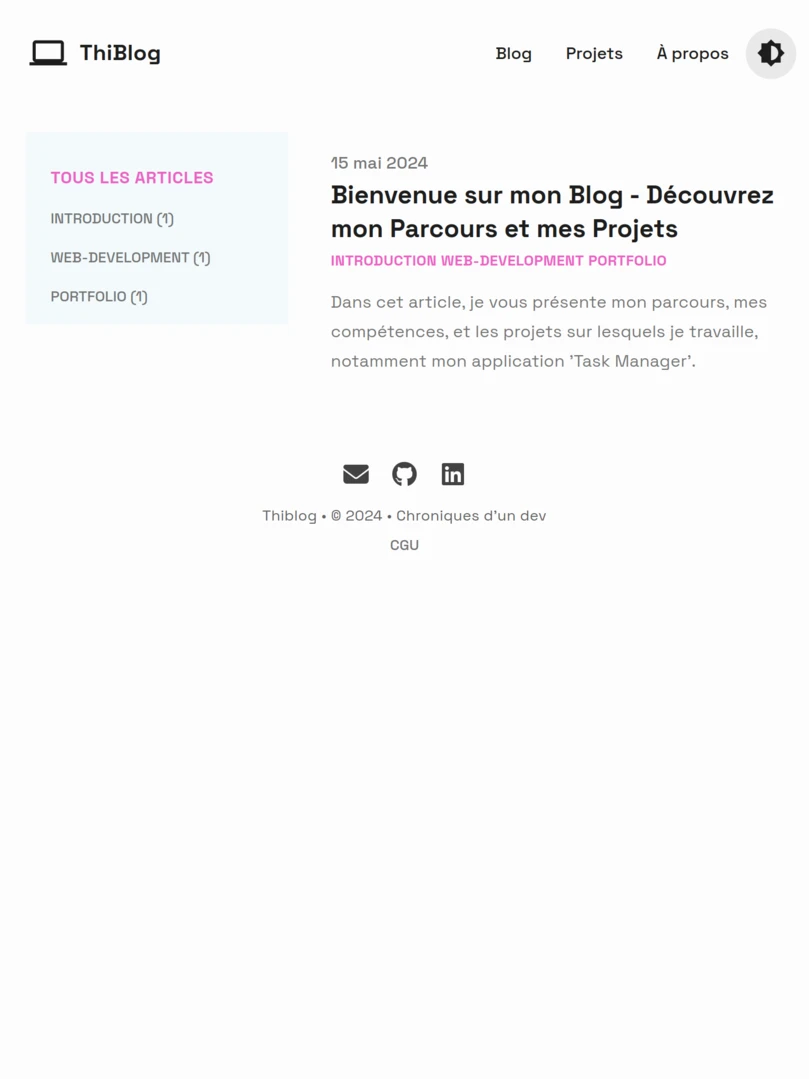 ThiBlog
Blog
Projets
À propos
TOUS LES ARTICLES
INTRODUCTION (1)
WEB-DEVELOPMENT (1)
PORTFOLIO (1)
15 mai 2024
Bienvenue sur mon Blog - Découvrez
mon Parcours et mes Projets
INTRODUCTION WEB-DEVELOPMENT PORTFOLIO
Dans cet article, je vous présente mon parcours, mes
compétences, et les projets sur lesquels je travaille,
notamment mon application 'Task Manager'.
Thiblog • © 2024 • Chroniques d'un dev
CGU